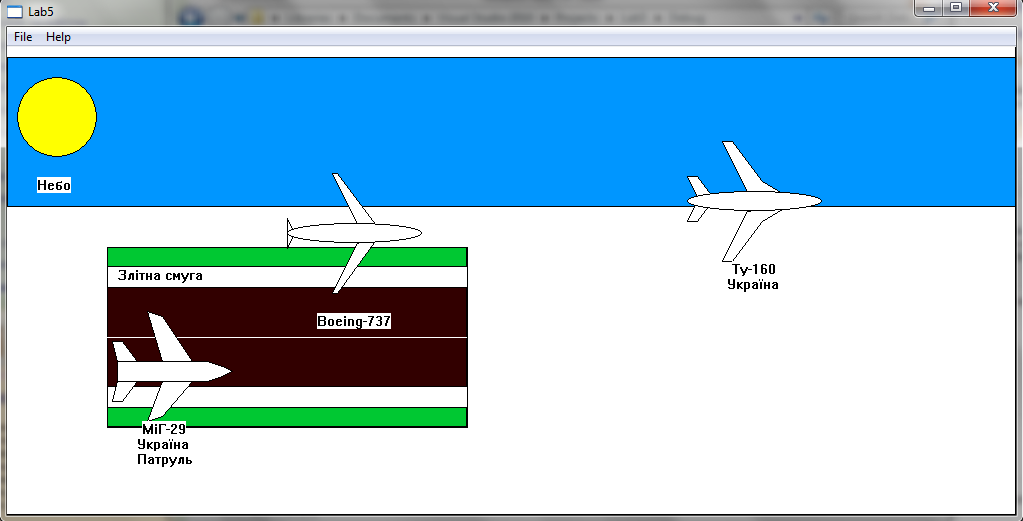 Lab5
File Help
Небо
Злітна смуга
Boeing-737
Ту-160
Україна
МіГ-29
Україна
Патруль